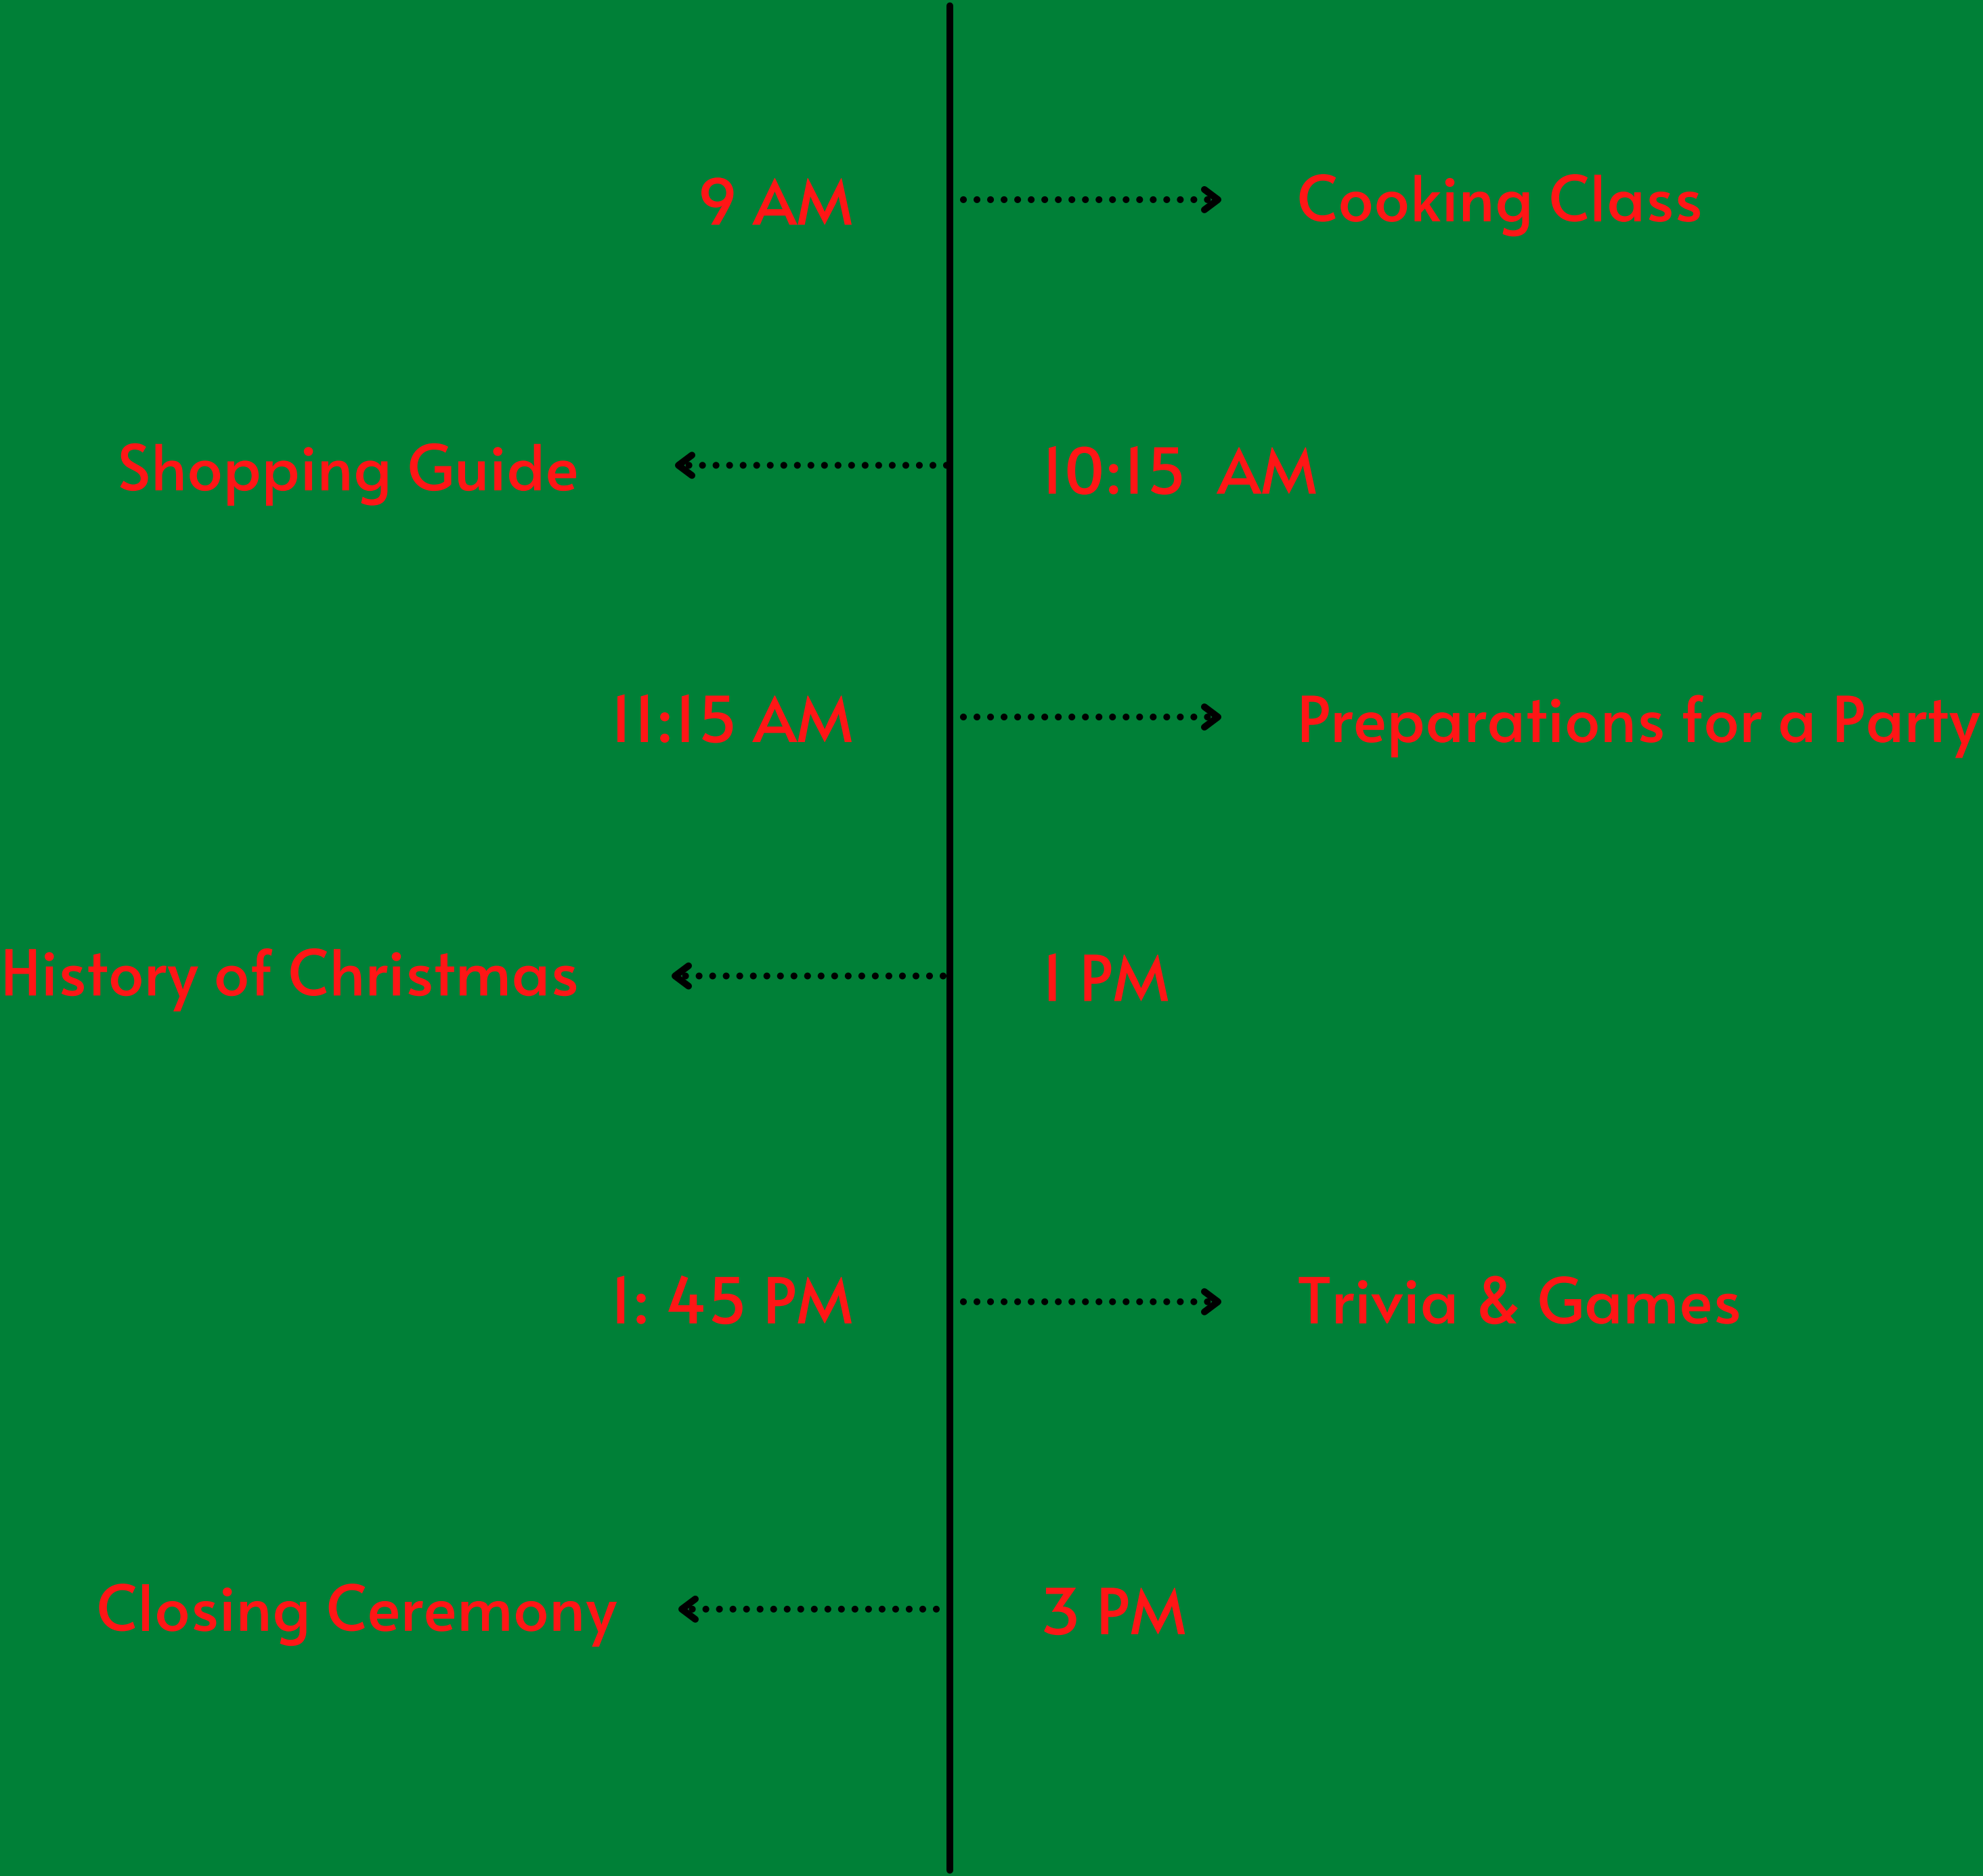 9 AM
Cooking Class
Shopping Guide
10:15 AM
11:15 AM
Preparations for a Party
History of Christmas
1 PM
1: 45 PM
Trivia & Games
Closing Ceremony
3 PM